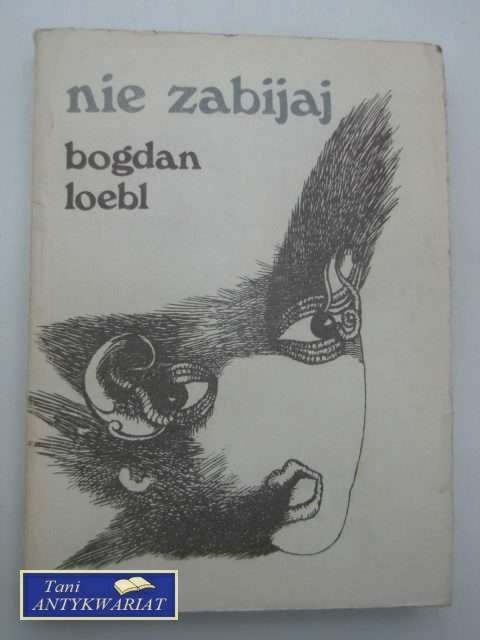 nie zabijaj
bogdan
loebl
Tani
ANTYKWARIAT